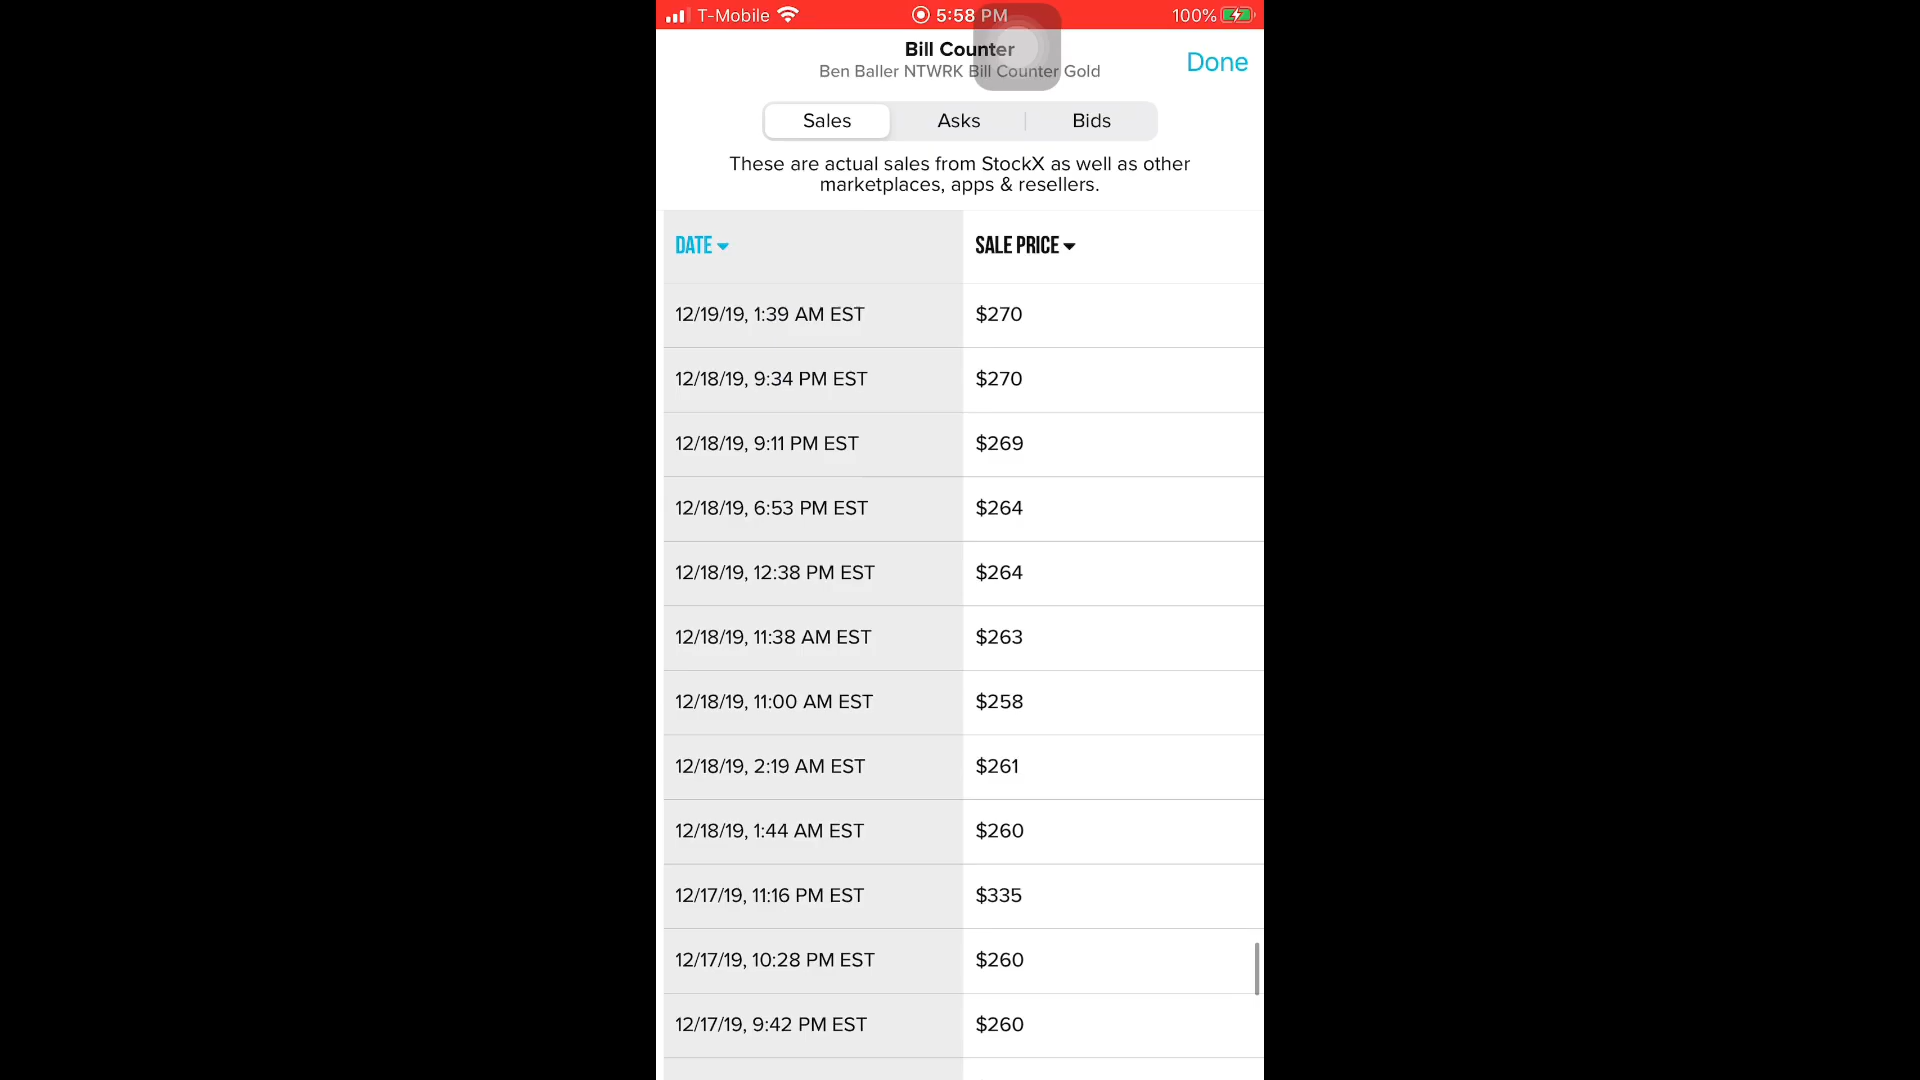 T-Mobile 5:58 PM 100%
Bill Counter
Ben Baller NTWRK Bill Counter Gold
Done
Sales Asks Bids
These are actual sales from StockX as well as other
marketplaces, apps & resellers.
DATE SALE PRICE
12/19/19, 1:39 AM EST $270
12/18/19, 9:34 PM EST $270
12/18/19, 9:11 PM EST $269
12/18/19, 6:53 PM EST $264
12/18/19, 12:38 PM EST $264
12/18/19, 11:38 AM EST $263
12/18/19, 11:00 AM EST $258
12/18/19, 2:19 AM EST $261
12/18/19, 1:44 AM EST $260
12/17/19, 11:16 PM EST $335
12/17/19, 10:28 PM EST $260
12/17/19, 9:42 PM EST $260